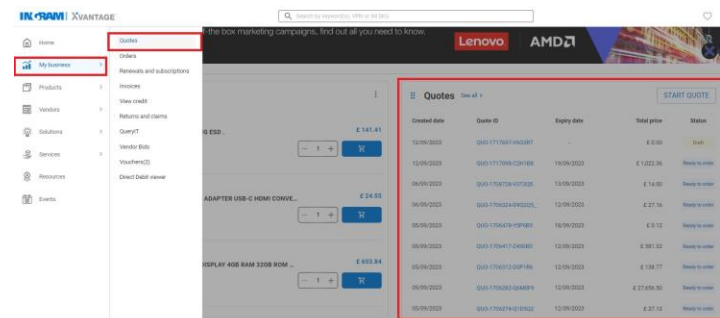 INGRAM XVANTAGE
Search by keyword(s), VPN or IM SKU
t-the box marketing campaigns, find out all you need to know.
Lenovo AMD
Home
My business
Products
Vendors
Solutions
Services
Resources
Events
Quotes
Orders
Renewals and subscriptions
Invoices
View credit
Returns and claims
QueryIT
Vendor Bids
Vouchers(2)
Direct Debit viewer
G ESD .
£ 141.41
- 1 +
ADAPTER USB-C HDMI CONVE...
£ 24.55
- 1 +
DISPLAY 4GB RAM 32GB ROM ...
£ 653.84
- 1 +
Quotes See all
START QUOTE
Created date Quote ID Expiry date Total price Status
12/09/2023 - £ 0.00 Draft
12/09/2023 19/09/2023 £ 1,022.36 Ready to order
06/09/2023 13/09/2023 £ 14.00 Ready to order
06/09/2023 12/09/2023 £ 27.16 Ready to order
05/09/2023 18/09/2023 £ 0.12 Ready to order
05/09/2023 12/09/2023 Ready to order
05/09/2023 12/09/2023 £ 138.77 Ready to order
05/09/2023 12/09/2023 £ 27,656.50 Ready to order
05/09/2023 12/09/2023 £ 27.12 Ready to order